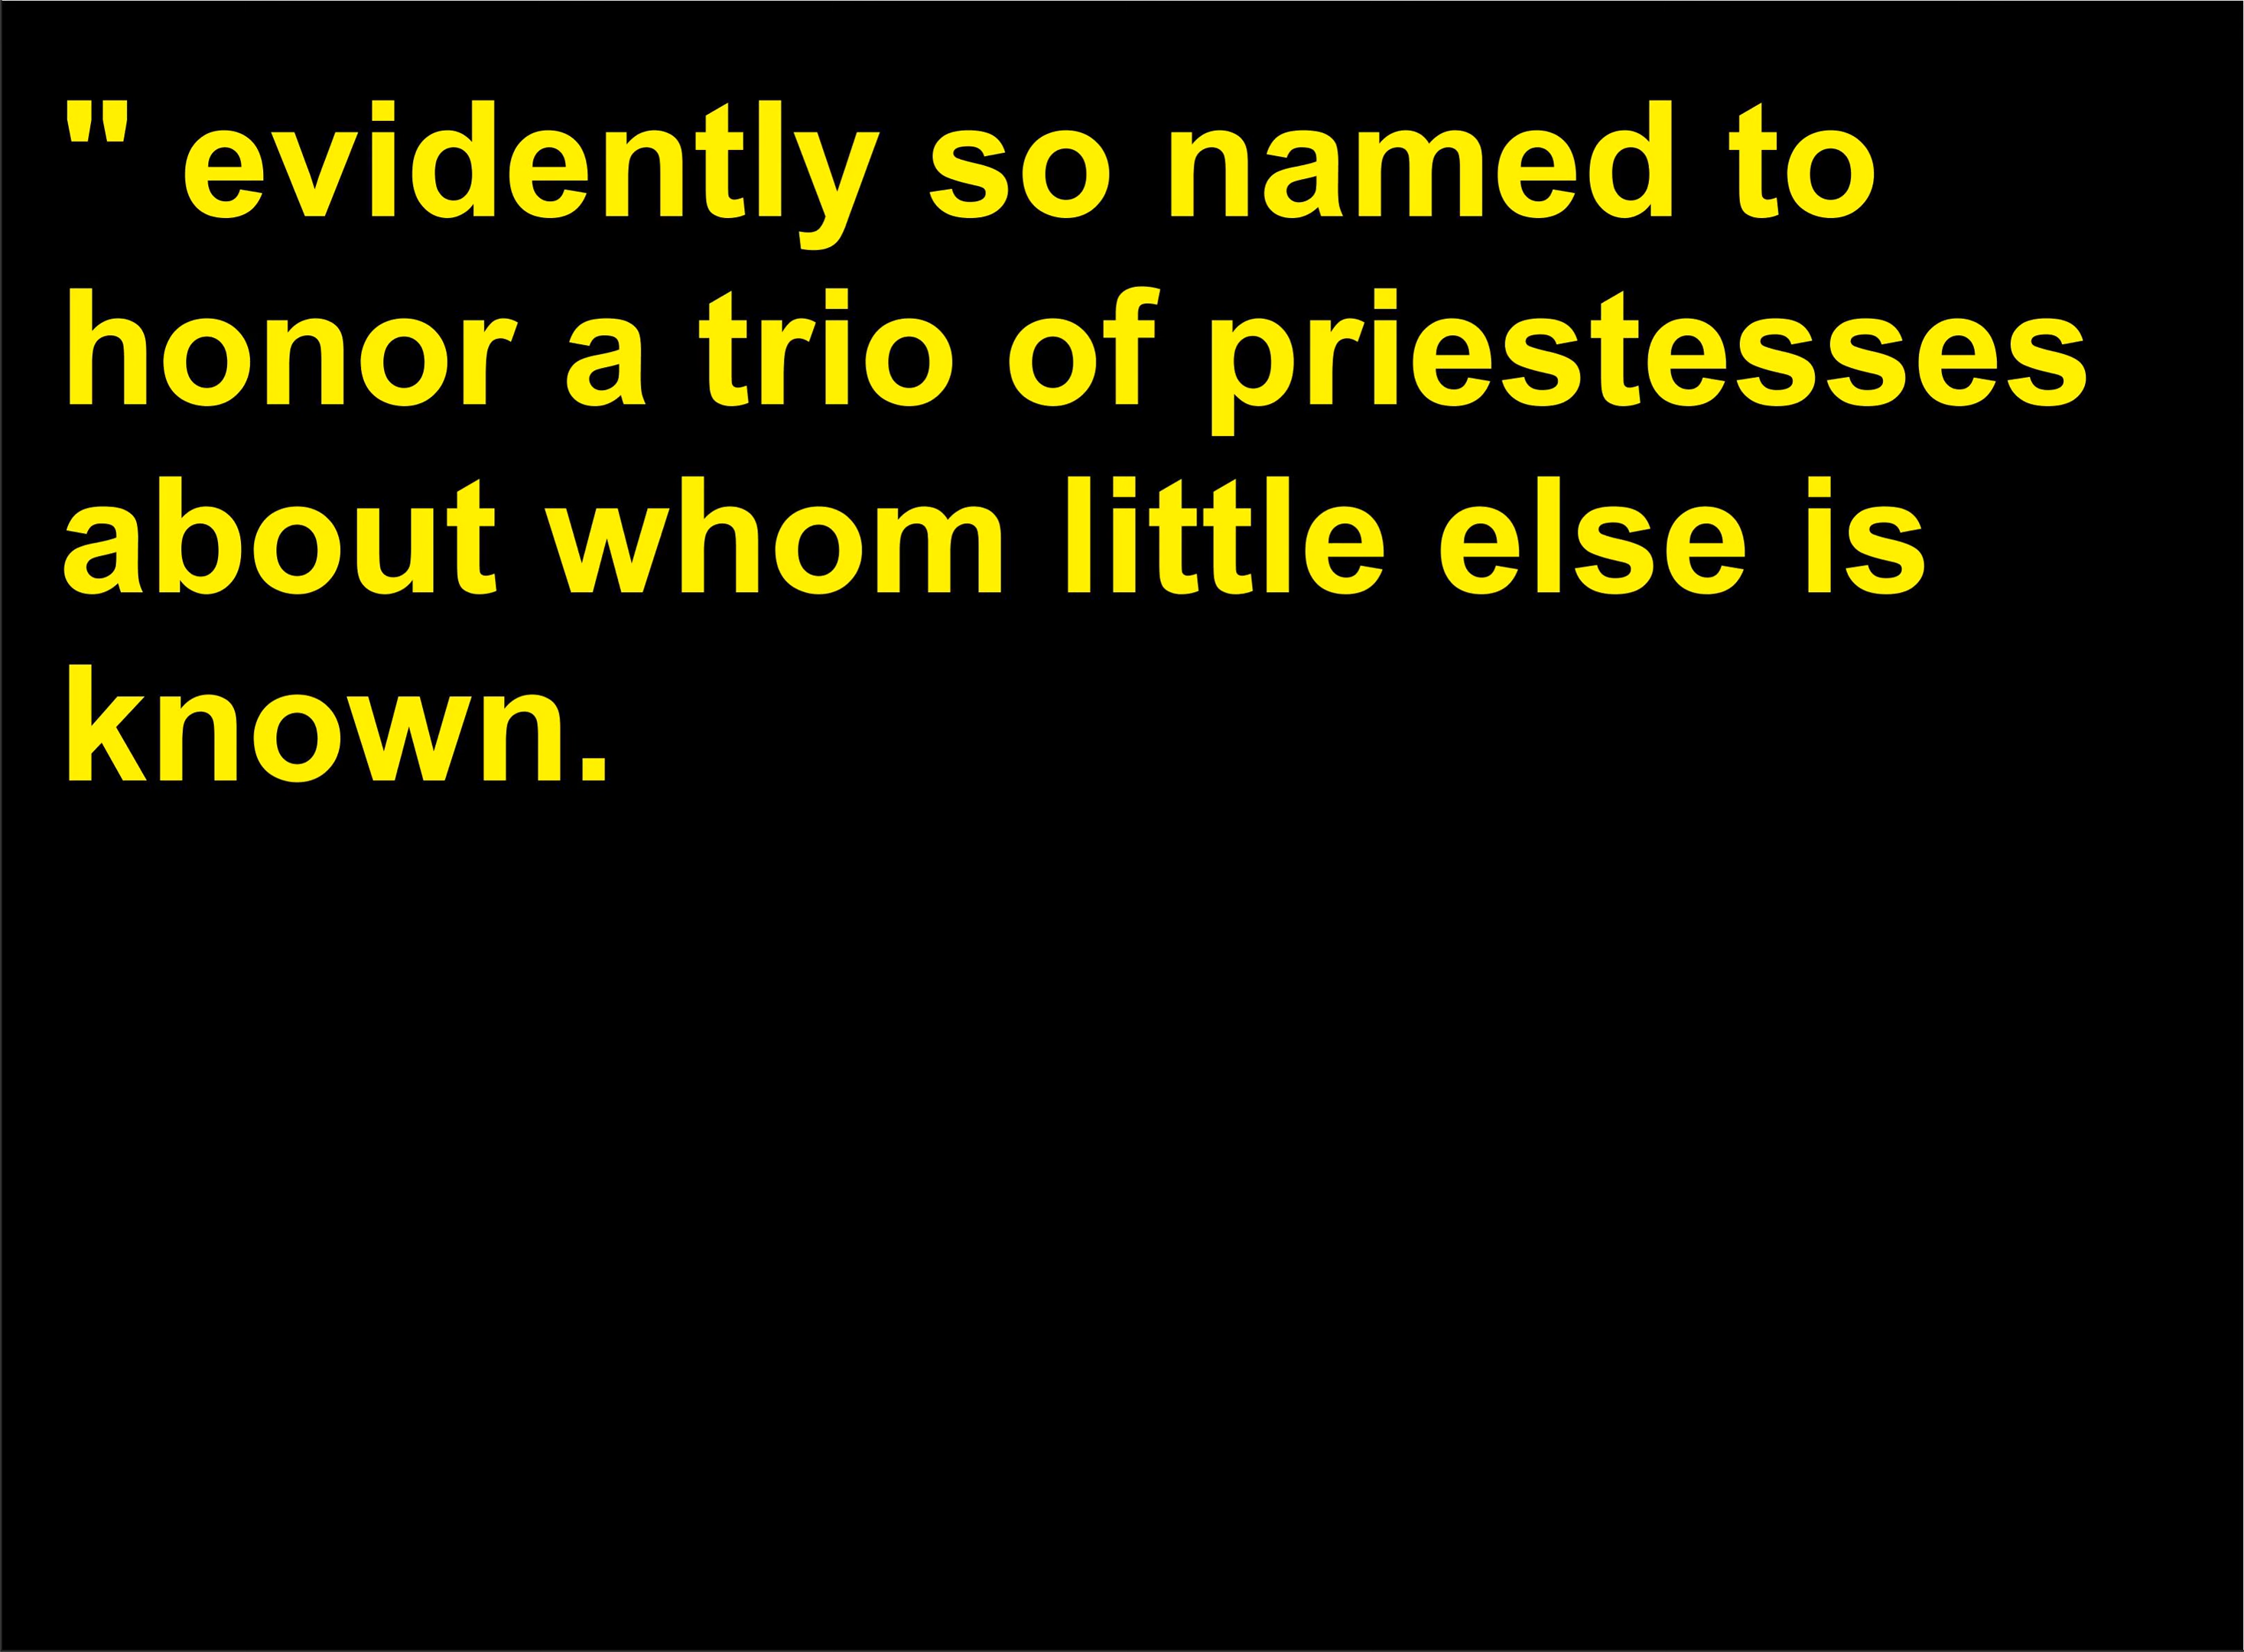 " evidently so named to
honor a trio of priestesses
about whom little else is
known.